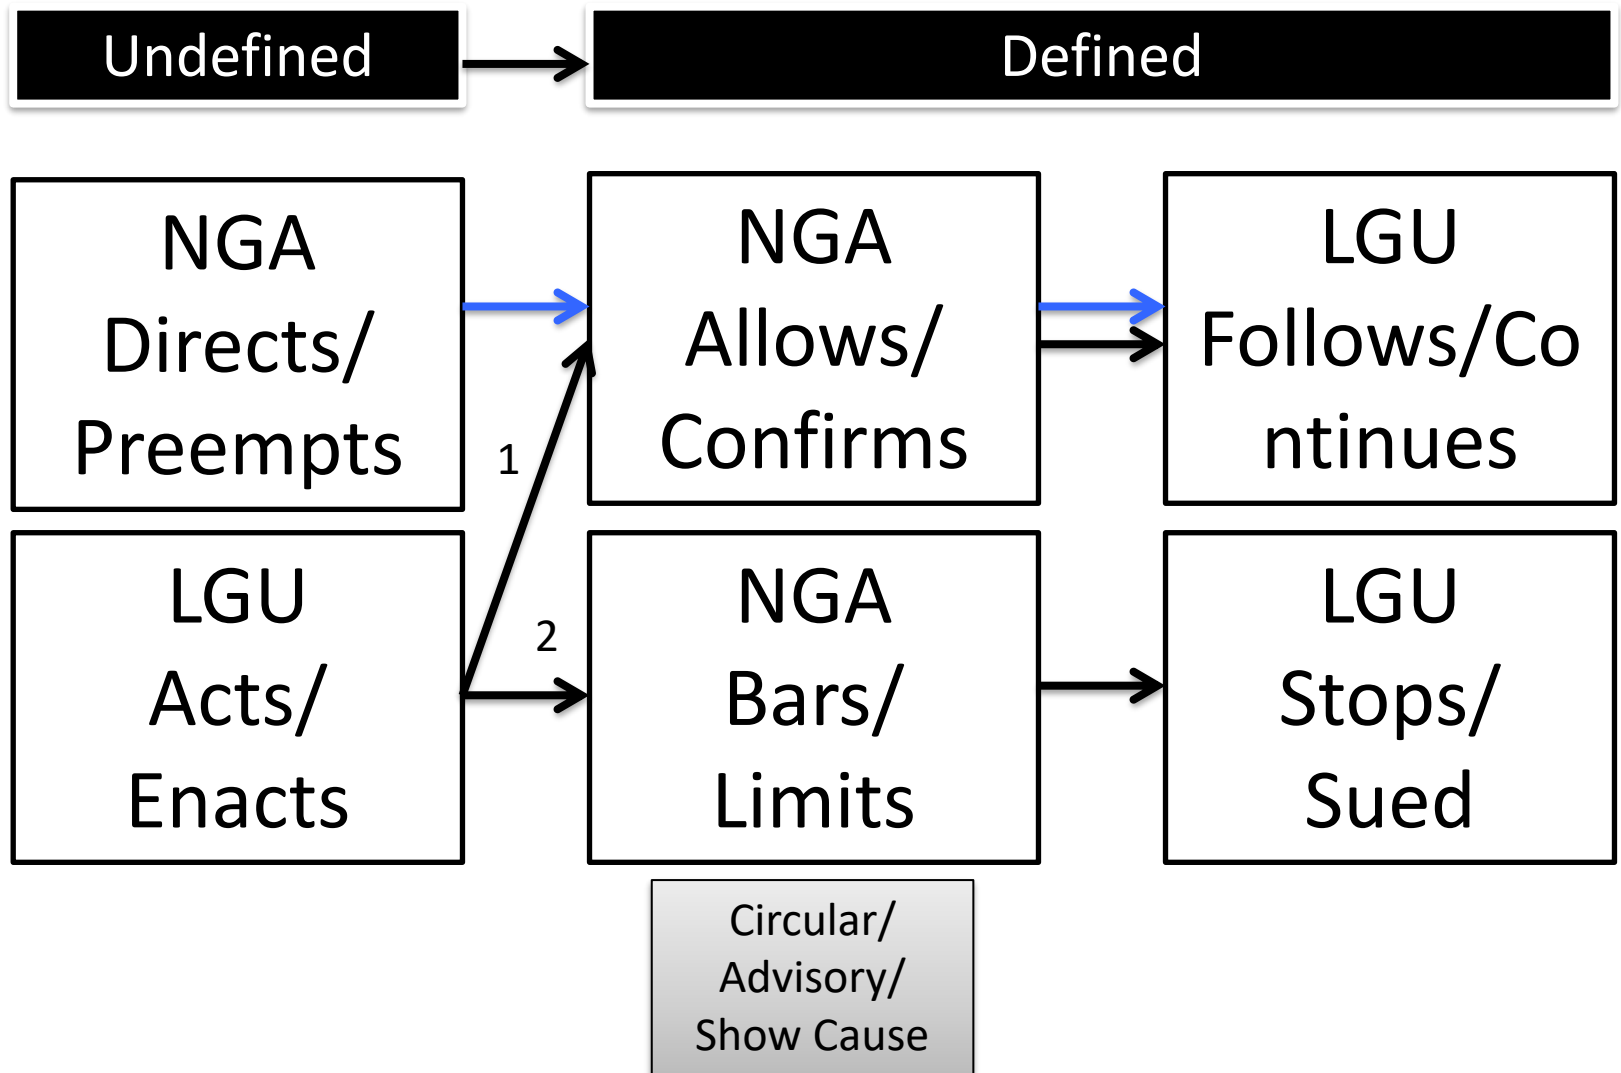 Undefined
Defined
NGA
Directs/
Preempts
NGA
Allows/
Confirms
LGU
Follows/Co
ntinues
1
2
LGU
Acts/
Enacts
NGA
Bars/
Limits
LGU
Stops/
Sued
Circular/
Advisory/
Show Cause